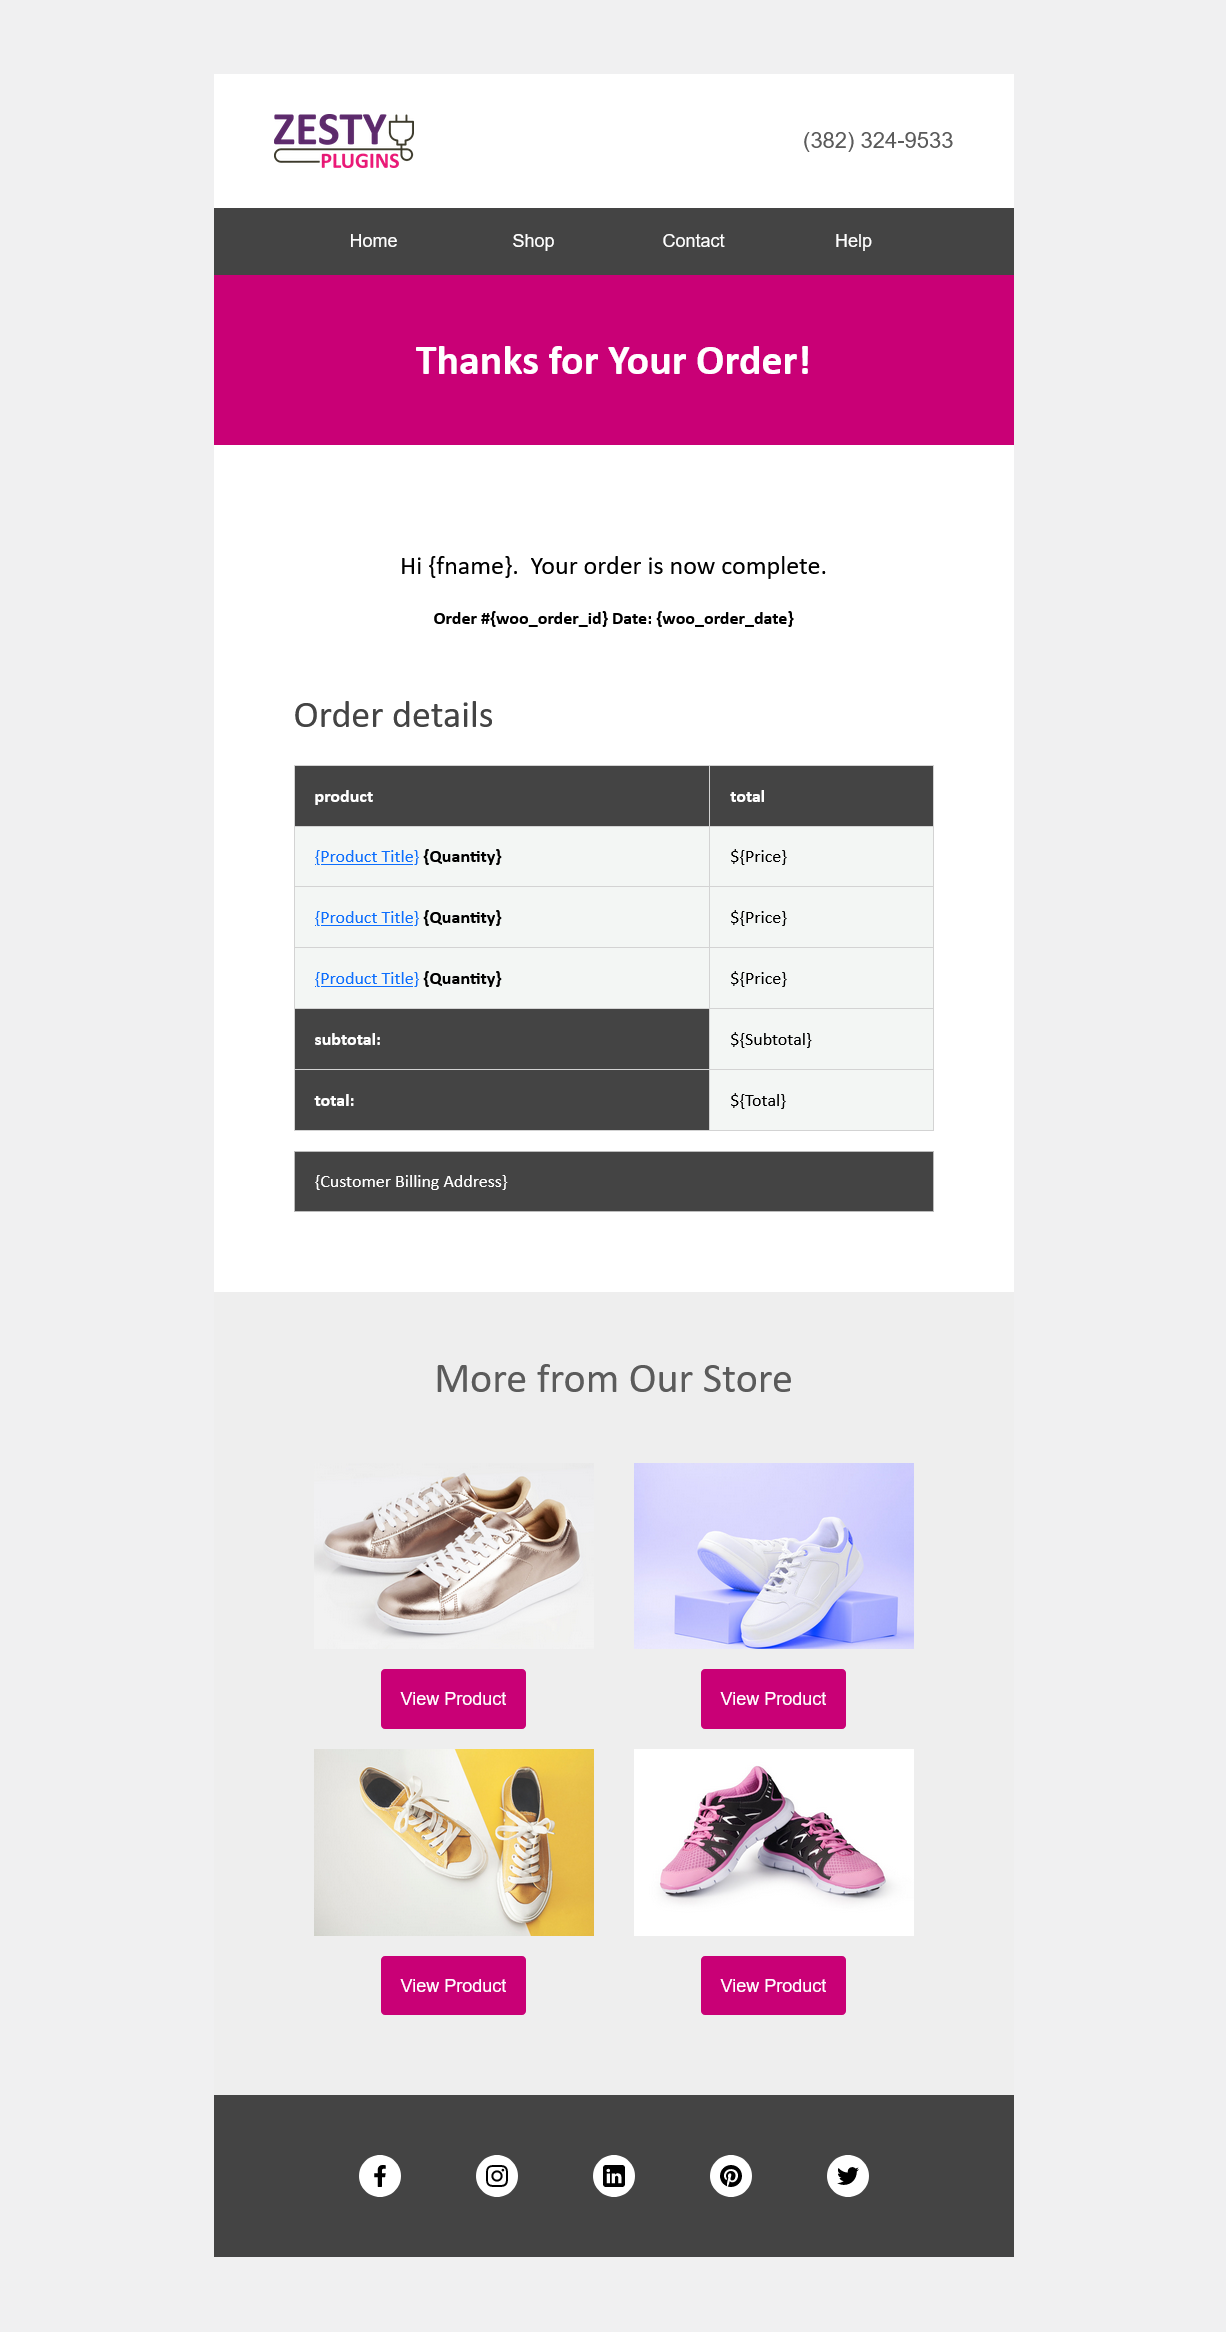 ZESTY
PLUGINS
(382) 324-9533
Home Shop Contact Help
Thanks for Your Order!
Hi {fname}.  Your order is now complete.
Order #{woo_order_id} Date: {woo_order_date}
Order details
product total
{Product Title} {Quantity} ${Price}
{Product Title} {Quantity} ${Price}
{Product Title} {Quantity} ${Price}
subtotal: ${Subtotal}
total: ${Total}
{Customer Billing Address}
More from Our Store
View Product View Product
View Product View Product